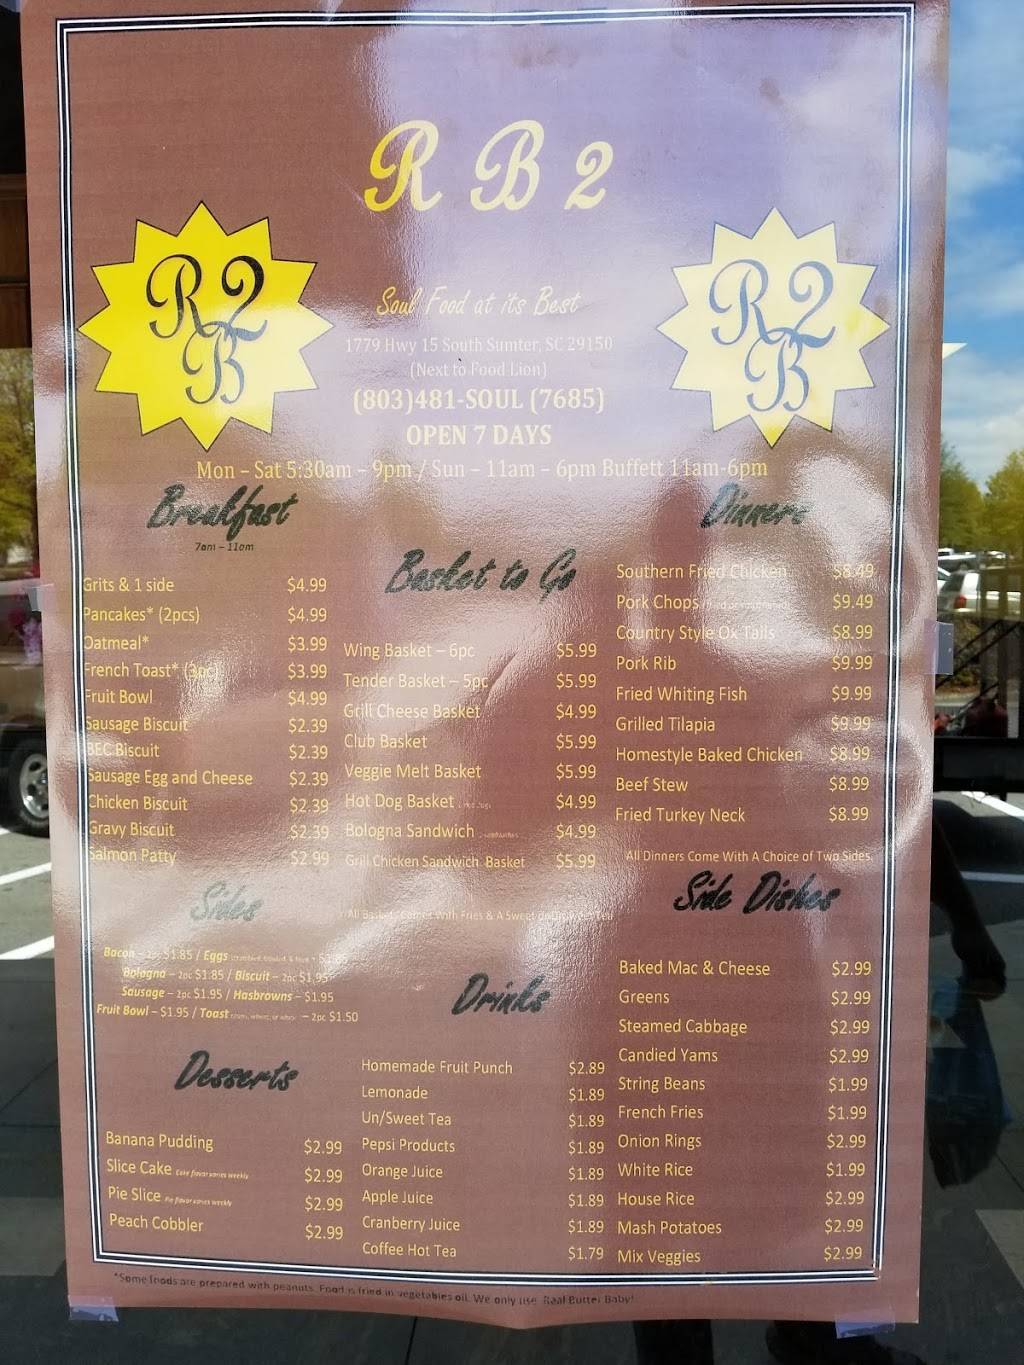 R B 2
R 2 B
R 2 B
Soul Food at its Best
1779 Hwy 15 South Sumter, SC 29150
(Next to Food Lion)
(803)481-SOUL (7685)
OPEN 7 DAYS
Mon – Sat 5:30am – 9pm / Sun – 11am – 6pm Buffett 11am-6pm
Breakfast
7am – 11am
Grits & 1 side $4.99
Pancakes* (2pcs) $4.99
Oatmeal* $3.99
French Toast* (3pc) $3.99
Fruit Bowl $4.99
Sausage Biscuit $2.39
BEC Biscuit $2.39
Sausage Egg and Cheese $2.39
Chicken Biscuit $2.39
Gravy Biscuit $2.39
Salmon Patty $2.99
Sides
Bacon – 2pc $1.85 / Eggs
Bologna – 2pc $1.85 / Biscuit – 2pc $1.95
Sausage – 2pc $1.95 / Hasbrowns – $1.95
Fruit Bowl – $1.95 / Toast – 2pc $1.50
Desserts
Banana Pudding $2.99
Slice Cake Cake flavor varies weekly $2.99
Pie Slice Pie flavor varies weekly $2.99
Peach Cobbler $2.99
Basket to Go
Wing Basket – 6pc $5.99
Tender Basket – 5pc $5.99
Grill Cheese Basket $4.99
Club Basket $5.99
Veggie Melt Basket $5.99
Hot Dog Basket $4.99
Bologna Sandwich $4.99
Grill Chicken Sandwich Basket $5.99
All Baskets Comes With Fries & A Sweet
Drinks
Homemade Fruit Punch $2.89
Lemonade $1.89
Un/Sweet Tea $1.89
Pepsi Products $1.89
Orange Juice $1.89
Apple Juice $1.89
Cranberry Juice $1.89
Coffee Hot Tea $1.79
Dinners
Southern Fried Chicken $8.49
Pork Chops $9.49
Country Style Ox Tails $8.99
Pork Rib $9.99
Fried Whiting Fish $9.99
Grilled Tilapia $9.99
Homestyle Baked Chicken $8.99
Beef Stew $8.99
Fried Turkey Neck $8.99
All Dinners Come With A Choice of Two Sides.
Side Dishes
Baked Mac & Cheese $2.99
Greens $2.99
Steamed Cabbage $2.99
Candied Yams $2.99
String Beans $1.99
French Fries $1.99
Onion Rings $2.99
White Rice $1.99
House Rice $2.99
Mash Potatoes $2.99
Mix Veggies $2.99
*Some foods are prepared with peanuts. Food is fried in vegetables oil. We only use Real Butter Baby!